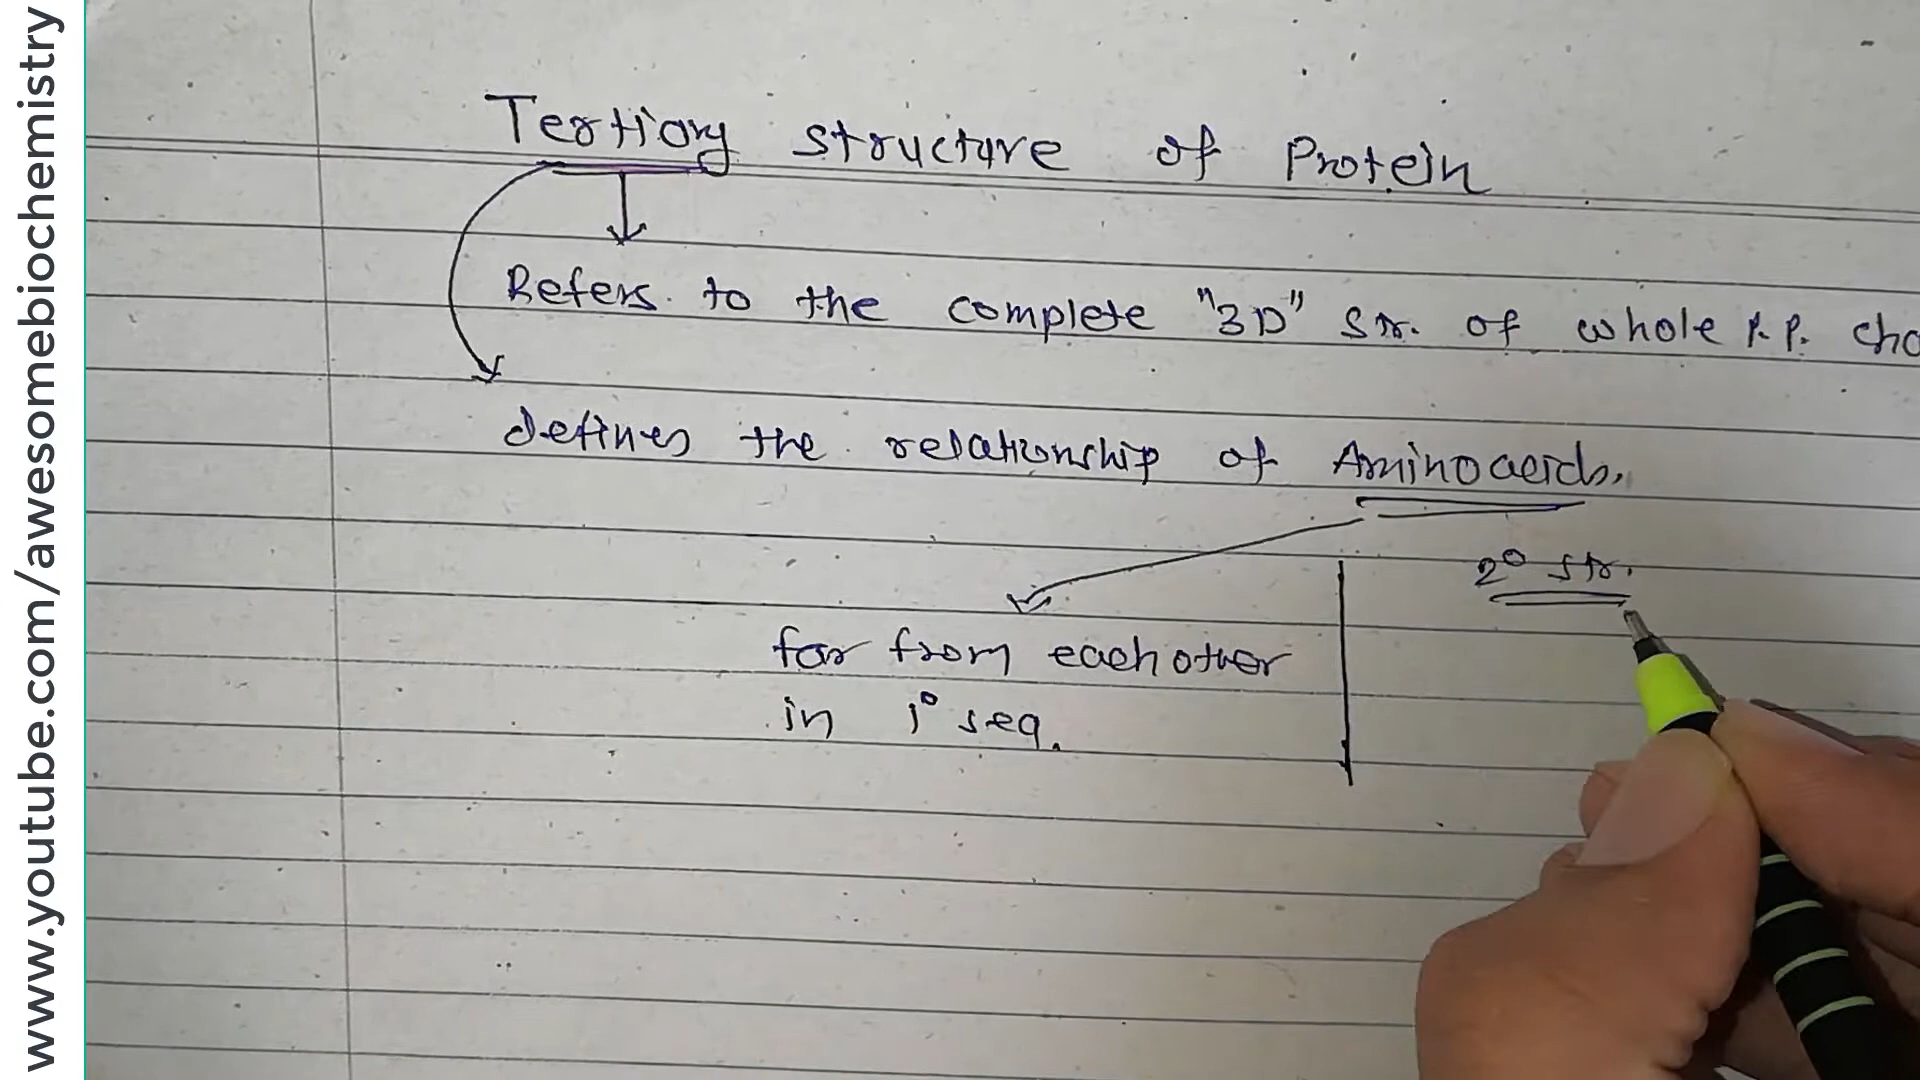 www.youtube.com/awesomebiochemistry
Tertiary structure of Protein
Refers to the complete "3D" str. of whole P.P. cha
defines the relationship of Aminoacids.
2° str.
far from each other
in 1° seq.